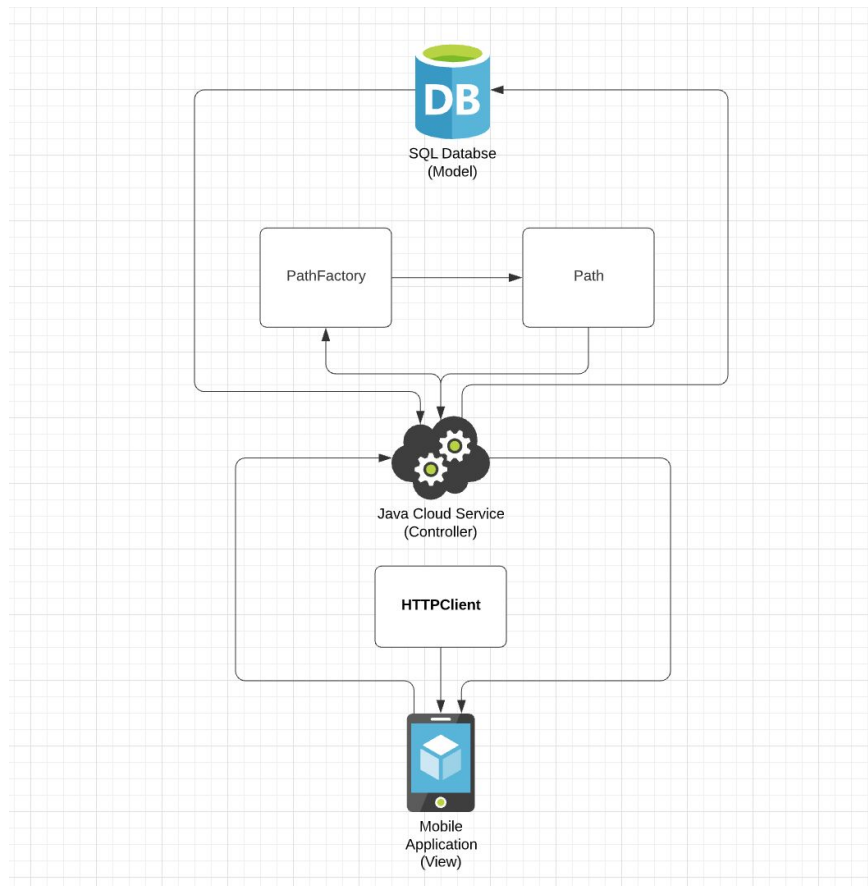 DB
SQL Databse
(Model)
PathFactory
Path
Java Cloud Service
(Controller)
HTTPClient
Mobile
Application
(View)